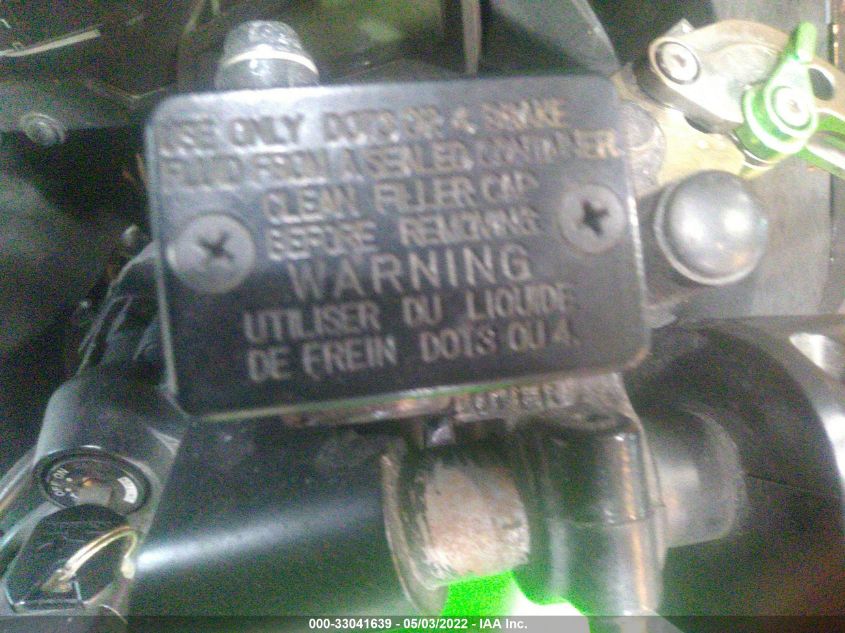 USE ONLY DOT3 OR 4 BRAKE
FLUID FROM A SEALED CONTAINER
CLEAN FILLER CAP
BEFORE REMOVING
WARNING
UTILISER DU LIQUIDE
DE FREIN DOT3 OU 4.
000-33041639 - 05/03/2022 - IAA Inc.